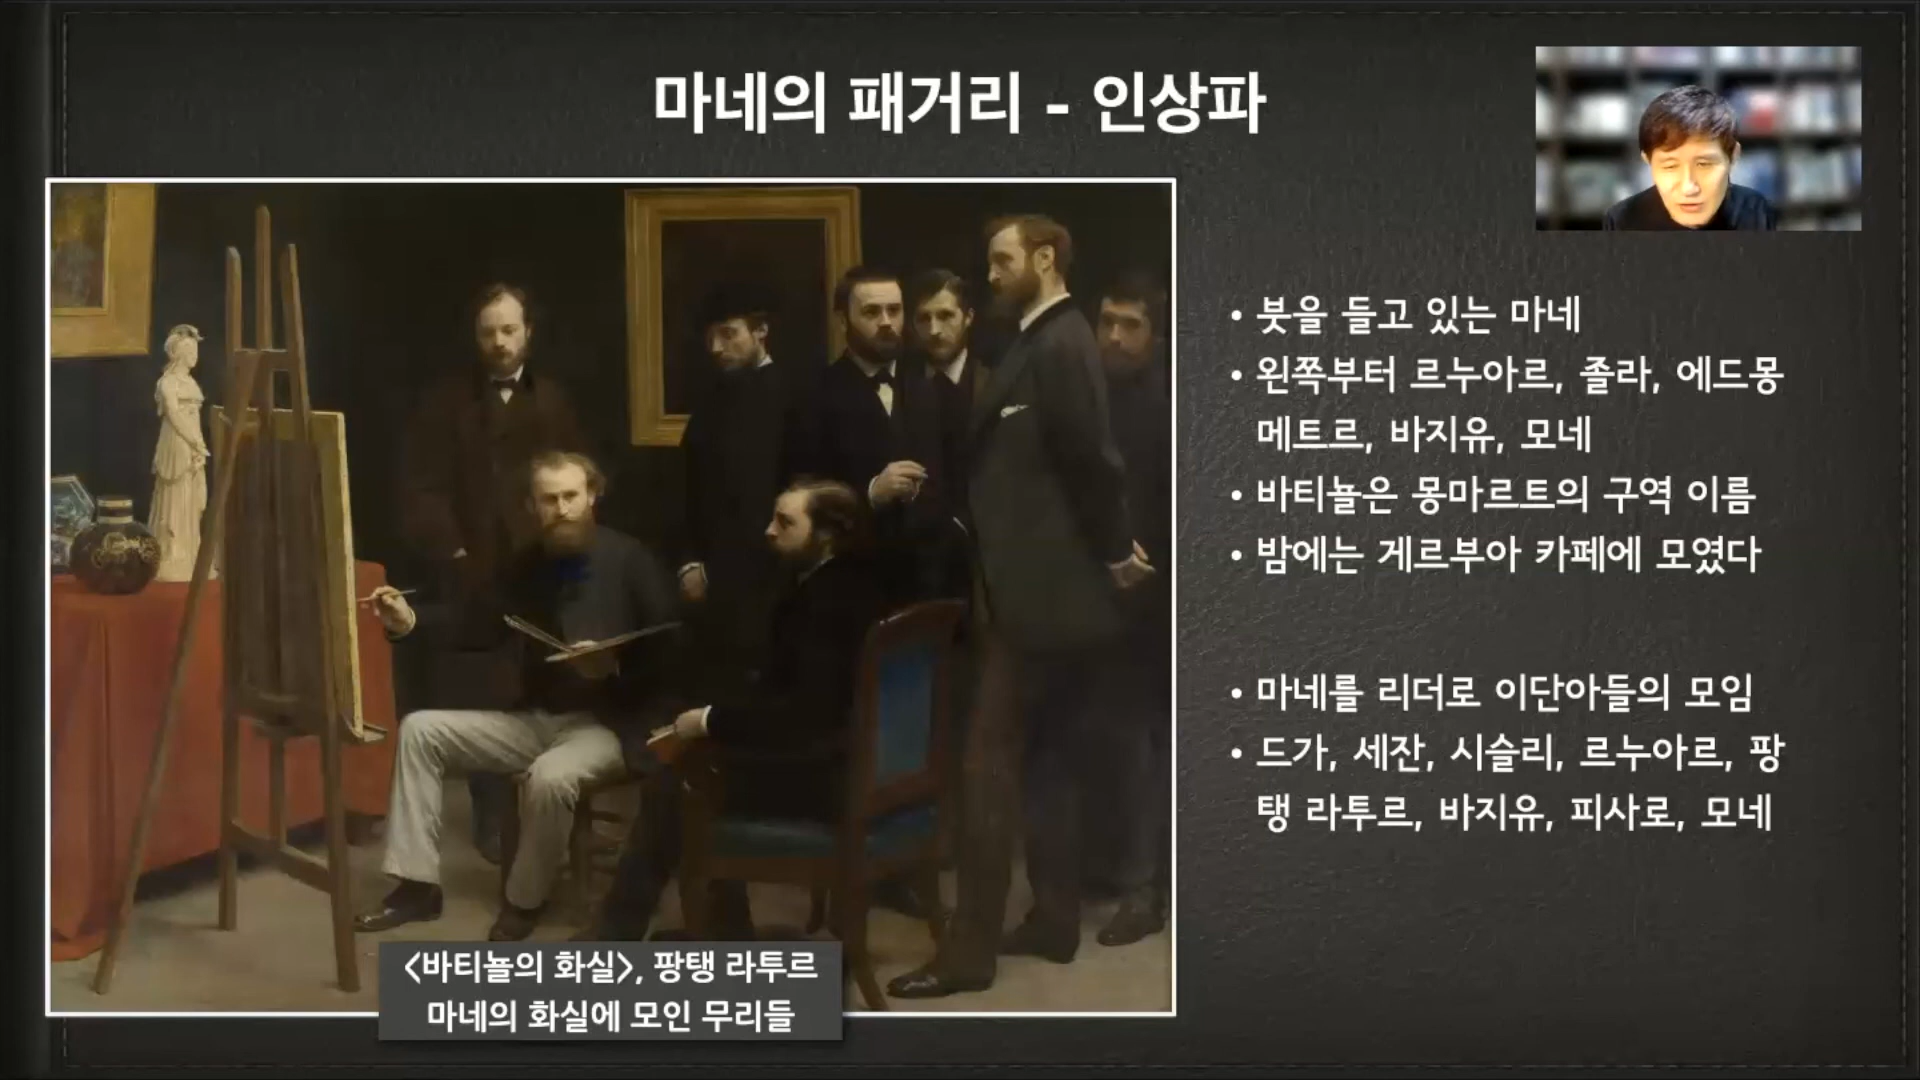 마네의 패거리 - 인상파
• 붓을 들고 있는 마네
• 왼쪽부터 르누아르, 졸라, 에드몽
메트르, 바지유, 모네
• 바티뇰은 몽마르트의 구역 이름
• 밤에는 게르부아 카페에 모였다
• 마네를 리더로 이단아들의 모임
• 드가, 세잔, 시슬리, 르누아르, 팡
탱 라투르, 바지유, 피사로, 모네
<바티뇰의 화실>, 팡탱 라투르
마네의 화실에 모인 무리들